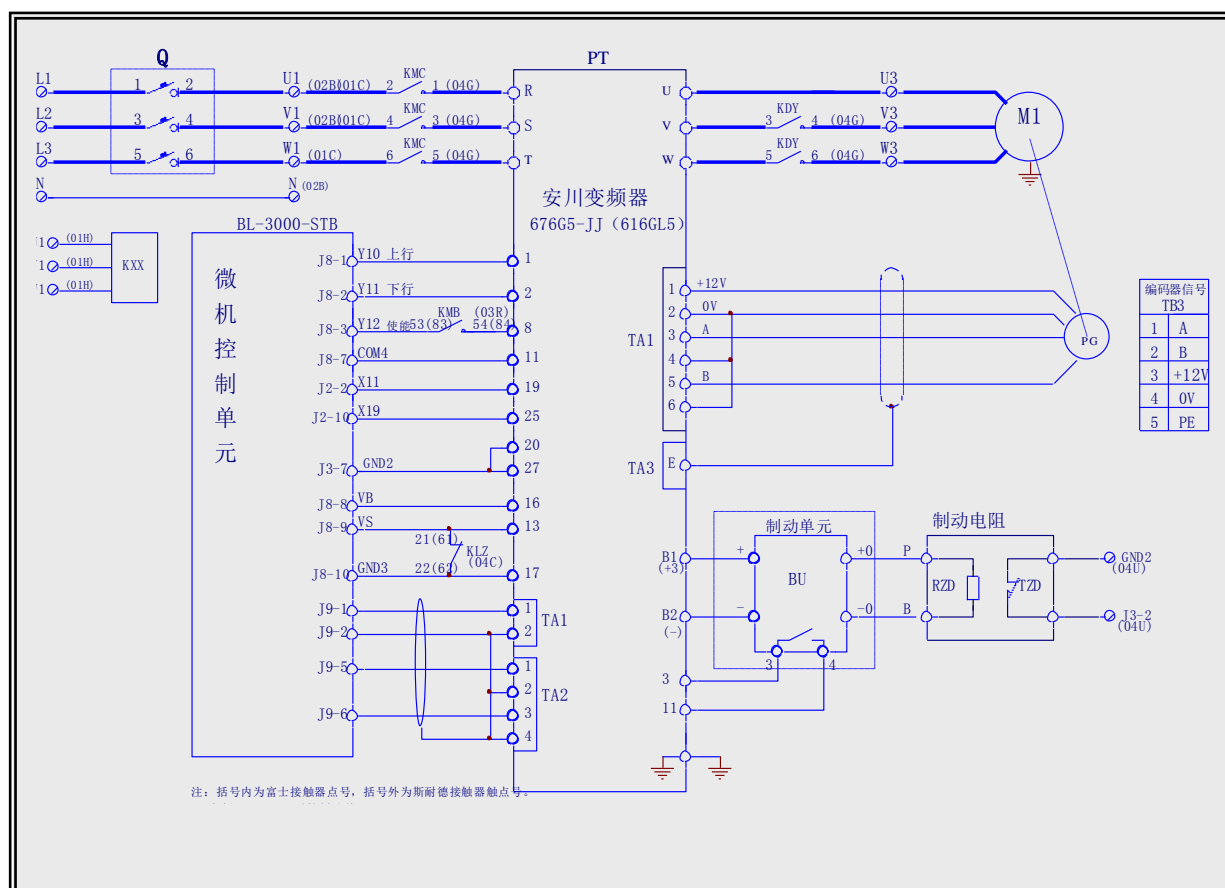 Q
PT
L1
1
2
U1
(02B(01C)
2
KMC
1
(04G)
R
U
U3
L2
3
4
V1
(02B(01C)
4
KMC
3
(04G)
S
V
3
KDY
4
(04G)
V3
M1
L3
5
6
W1
(01C)
6
KMC
5
(04G)
T
W
5
KDY
6
(04G)
W3
N
N
(02B)
安川变频器
676G5-JJ（616GL5）
BL-3000-STB
微机控制单元
1
(01H)
1
(01H)
1
(01H)
KXX
J8-1
Y10 上行
1
J8-2
Y11 下行
2
J8-3
Y12 使能53(83)
KMB
(03R)
54(84)
8
J8-7
COM4
11
J2-2
X11
19
J2-10
X19
25
20
J3-7
GND2
27
J8-8
VB
16
J8-9
VS
13
21(61)
KLZ
(04C)
22(62)
J8-10
GND3
17
J9-1
1
J9-2
2
TA1
J9-5
1
2
TA2
J9-6
3
4
TA1
1
+12V
2
0V
3
A
4
5
B
6
PG
TA3
E
编码器信号
TB3
1 A
2 B
3 +12V
4 0V
5 PE
制动单元
制动电阻
B1
(+3)
+
BU
+0
P
RZD
TZD
GND2
(04U)
B2
(-)
-
-0
B
J3-2
(04U)
3
4
3
11
注：括号内为富士接触器点号，括号外为斯耐德接触器触点号。